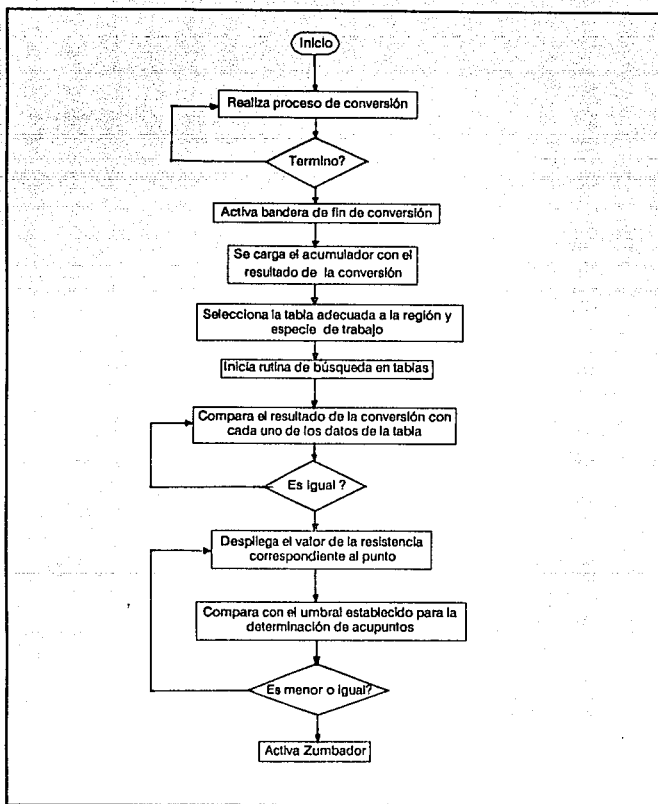 Inicio
Realiza proceso de conversión
Termino?
Activa bandera de fin de conversión
Se carga el acumulador con el
resultado de la conversión
Selecciona la tabla adecuada a la región y
especie de trabajo
Inicia rutina de búsqueda en tablas
Compara el resultado de la conversión con
cada uno de los datos de la tabla
Es igual ?
Despliega el valor de la resistencia
correspondiente al punto
Compara con el umbral establecido para la
determinación de acupuntos
Es menor o igual?
Activa Zumbador